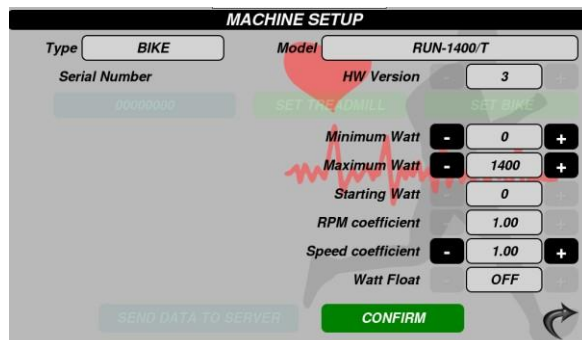 MACHINE SETUP
Type BIKE Model RUN-1400/T
Serial Number HW Version - 3 +
00000000 SET TREADMILL SET BIKE
Minimum Watt - 0 +
Maximum Watt - 1400 +
Starting Watt - 0 +
RPM coefficient - 1.00 +
Speed coefficient - 1.00 +
Watt Float - OFF +
SEND DATA TO SERVER CONFIRM